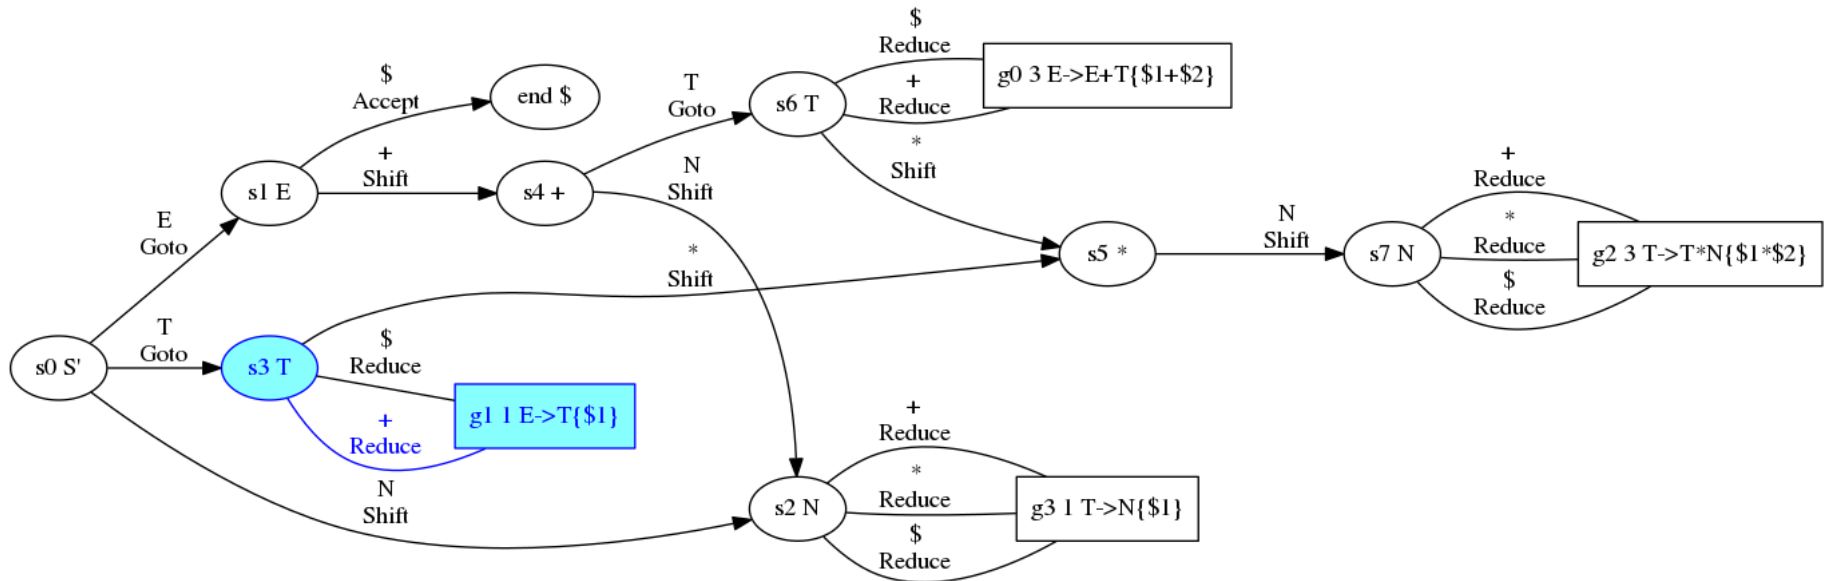 $
Reduce
g0 3 E->E+T{$1+$2}
+
Reduce
$
Accept
end $
T
Goto
s6 T
*
Shift
+
Shift
s1 E
s4 +
N
Shift
+
Reduce
E
Goto
*
Shift
s5 *
N
Shift
s7 N
*
Reduce
g2 3 T->T*N{$1*$2}
$
Reduce
T
Goto
s0 S'
s3 T
$
Reduce
g1 1 E->T{$1}
+
Reduce
N
Shift
+
Reduce
s2 N
*
Reduce
g3 1 T->N{$1}
$
Reduce